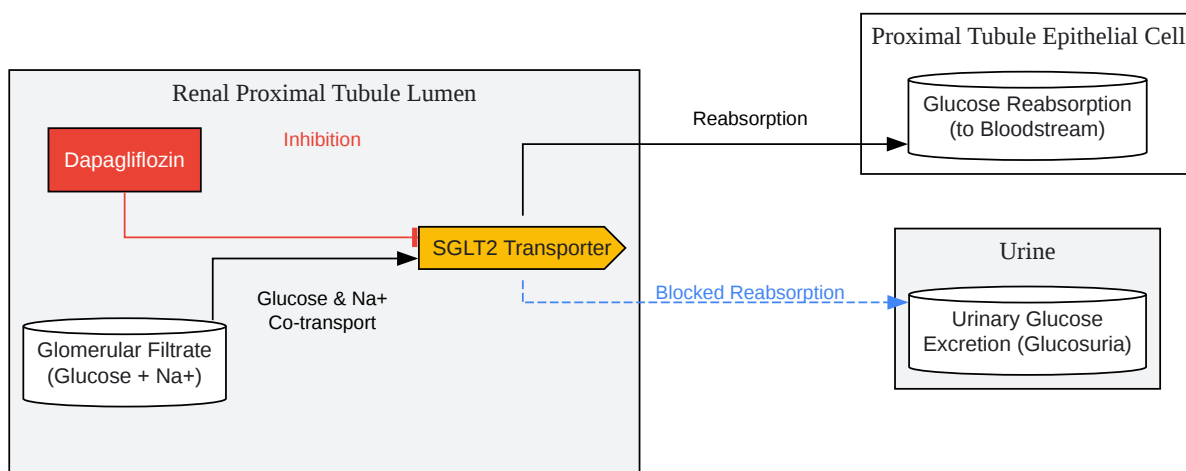 Proximal Tubule Epithelial Cell
Glucose Reabsorption
(to Bloodstream)
Renal Proximal Tubule Lumen
Dapagliflozin
Inhibition
Reabsorption
SGLT2 Transporter
Glucose & Na+
Co-transport
Glomerular Filtrate
(Glucose + Na+)
Blocked Reabsorption
Urine
Urinary Glucose
Excretion (Glucosuria)